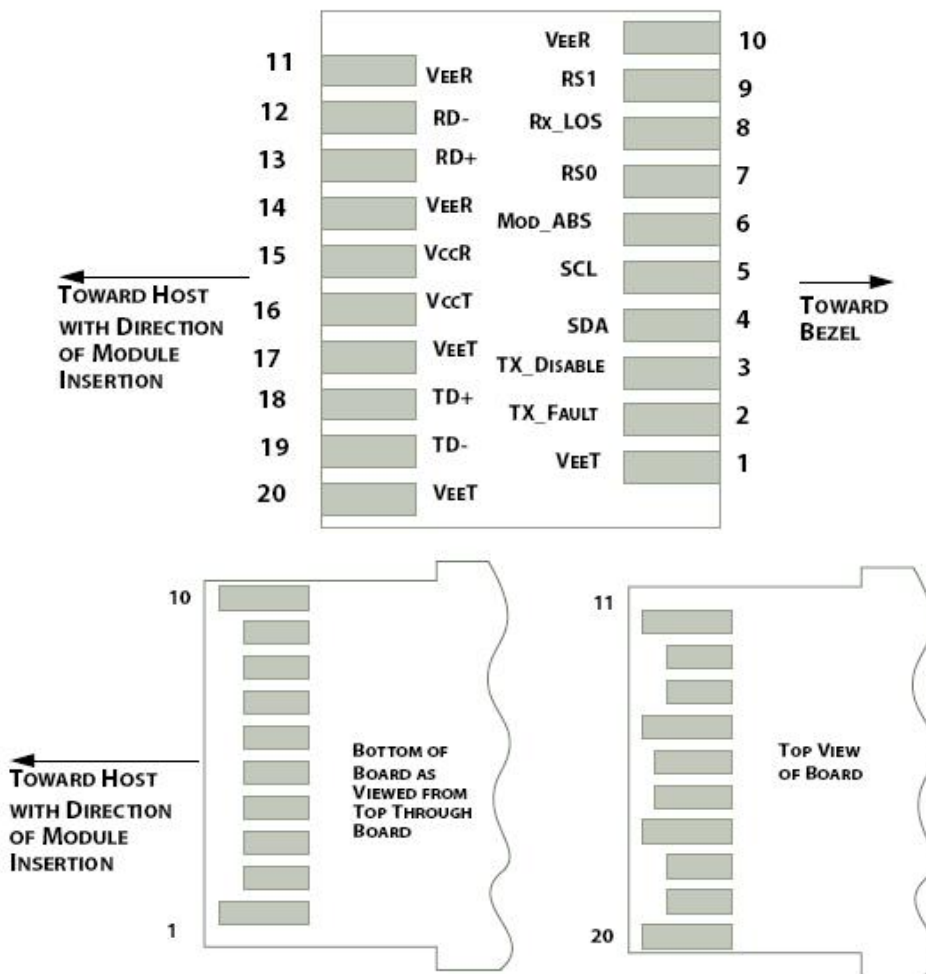 11 VEER
12 RD-
13 RD+
14 VEER
15 VCCR
16 VCCT
17 VEET
18 TD+
19 TD-
20 VEET
VEER 10
RS1 9
RX_LOS 8
RS0 7
MOD_ABS 6
SCL 5
SDA 4
TX_DISABLE 3
TX_FAULT 2
VEET 1
TOWARD HOST
WITH DIRECTION
OF MODULE
INSERTION
TOWARD
BEZEL
10
1
TOWARD HOST
WITH DIRECTION
OF MODULE
INSERTION
BOTTOM OF
BOARD AS
VIEWED FROM
TOP THROUGH
BOARD
11
20
TOP VIEW
OF BOARD